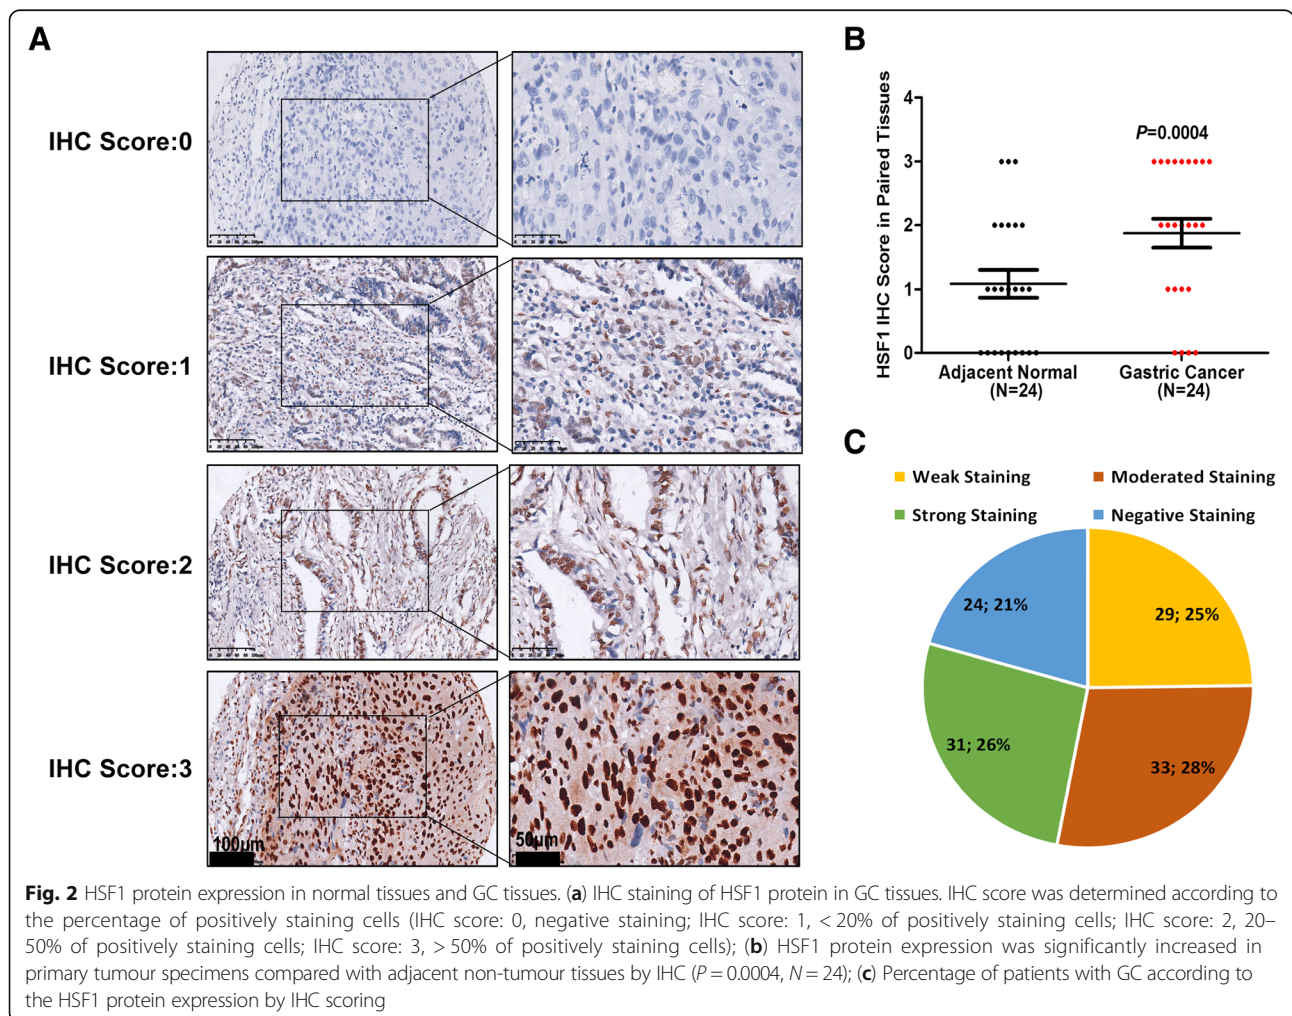 A
IHC Score:0
IHC Score:1
IHC Score:2
IHC Score:3
100μm
50μm
B
HSF1 IHC Score in Paired Tissues
4
3
2
1
0
P=0.0004
Adjacent Normal
(N=24)
Gastric Cancer
(N=24)
C
Weak Staining
Moderated Staining
Strong Staining
Negative Staining
24; 21%
29; 25%
31; 26%
33; 28%
Fig. 2 HSF1 protein expression in normal tissues and GC tissues. (a) IHC staining of HSF1 protein in GC tissues. IHC score was determined according to
the percentage of positively staining cells (IHC score: 0, negative staining; IHC score: 1, < 20% of positively staining cells; IHC score: 2, 20–
50% of positively staining cells; IHC score: 3, > 50% of positively staining cells); (b) HSF1 protein expression was significantly increased in
primary tumour specimens compared with adjacent non-tumour tissues by IHC (P = 0.0004, N = 24); (c) Percentage of patients with GC according to
the HSF1 protein expression by IHC scoring